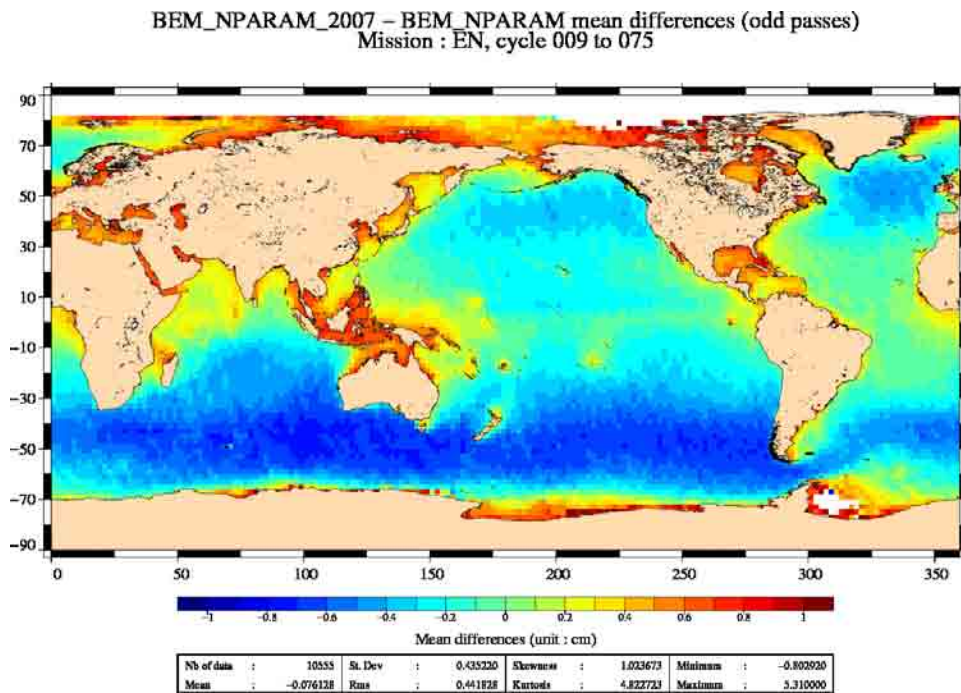 BEM_NPARAM_2007 – BEM_NPARAM mean differences (odd passes)
Mission : EN, cycle 009 to 075
90
70
50
30
10
−10
−30
−50
−70
−90
0 50 100 150 200 250 300 350
−1 −0.8 −0.6 −0.4 −0.2 0 0.2 0.4 0.6 0.8 1
Mean differences (unit : cm)
Nb of data : 10555 St. Dev : 0.435220 Skewness : 1.023673 Minimum : −0.802920
Mean : −0.076128 Rms : 0.441828 Kurtosis : 4.822723 Maximum : 5.310000